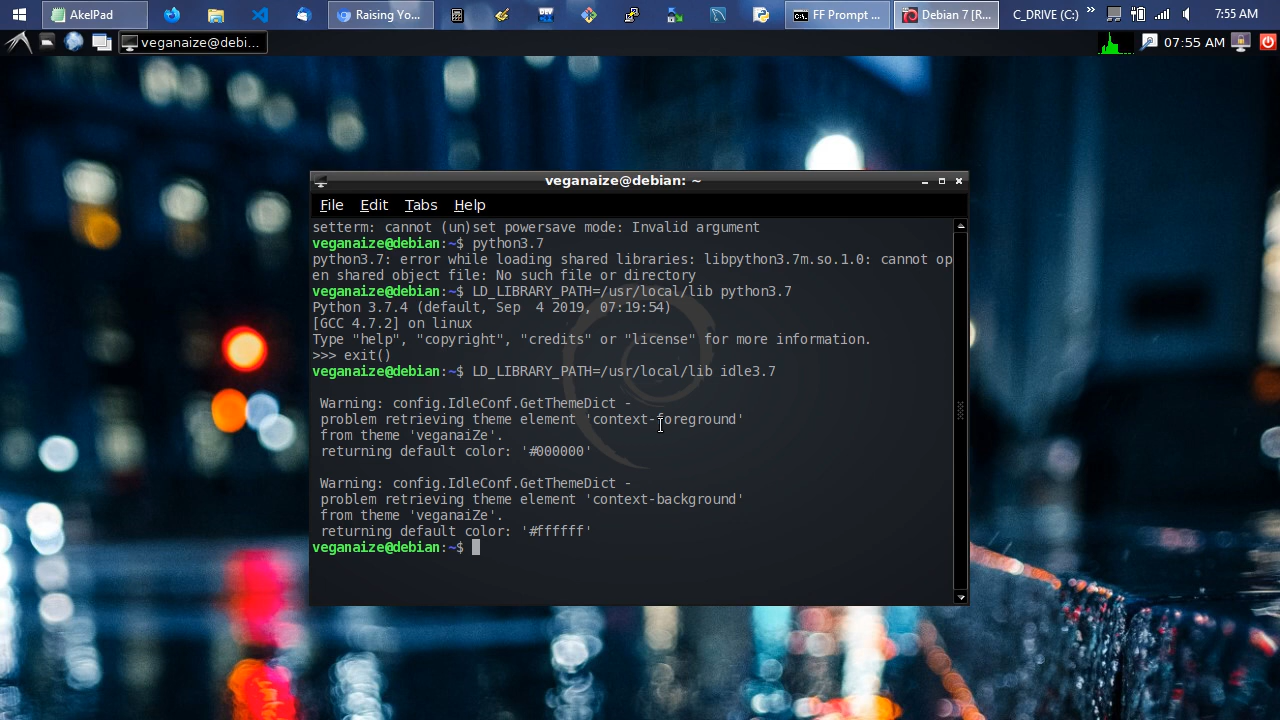 AkelPad
Raising Yo...
FF Prompt ...
Debian 7 [R...
C_DRIVE (C:)
»
7:55 AM
veganaize@debi...
07:55 AM
veganaize@debian: ~
File Edit Tabs Help
setterm: cannot (un)set powersave mode: Invalid argument
veganaize@debian:~$ python3.7
python3.7: error while loading shared libraries: libpython3.7m.so.1.0: cannot op
en shared object file: No such file or directory
veganaize@debian:~$ LD_LIBRARY_PATH=/usr/local/lib python3.7
Python 3.7.4 (default, Sep  4 2019, 07:19:54)
[GCC 4.7.2] on linux
Type "help", "copyright", "credits" or "license" for more information.
>>> exit()
veganaize@debian:~$ LD_LIBRARY_PATH=/usr/local/lib idle3.7
Warning: config.IdleConf.GetThemeDict -
problem retrieving theme element 'context-foreground'
from theme 'veganaiZe'.
returning default color: '#000000'
Warning: config.IdleConf.GetThemeDict -
problem retrieving theme element 'context-background'
from theme 'veganaiZe'.
returning default color: '#ffffff'
veganaize@debian:~$